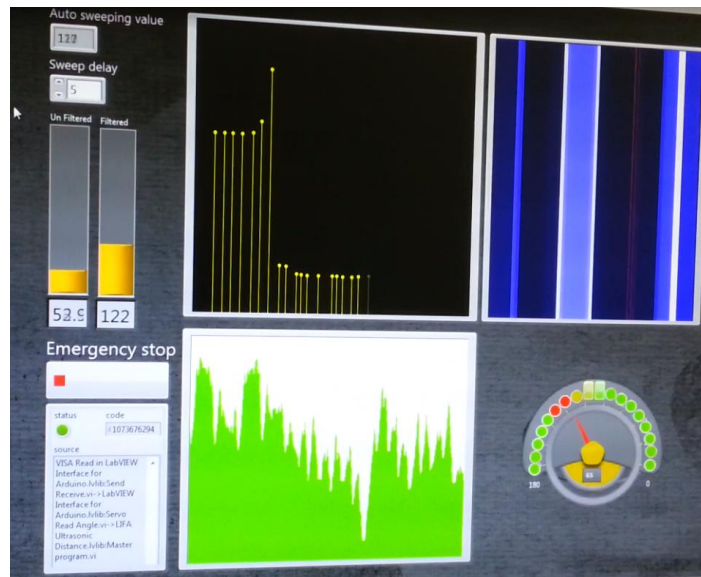 Auto sweeping value
Sweep delay
5
Un Filtered
Filtered
122
Emergency stop
status
code
1073676294
source
VISA Read in LabVIEW
Interface for
Arduino.lvlib:Send
Receive.vi->LabVIEW
Interface for
Arduino.lvlib:Servo
Read Angle.vi->LIFA
Ultrasonic
Distance.lvlib:Master
program.vi
180
0